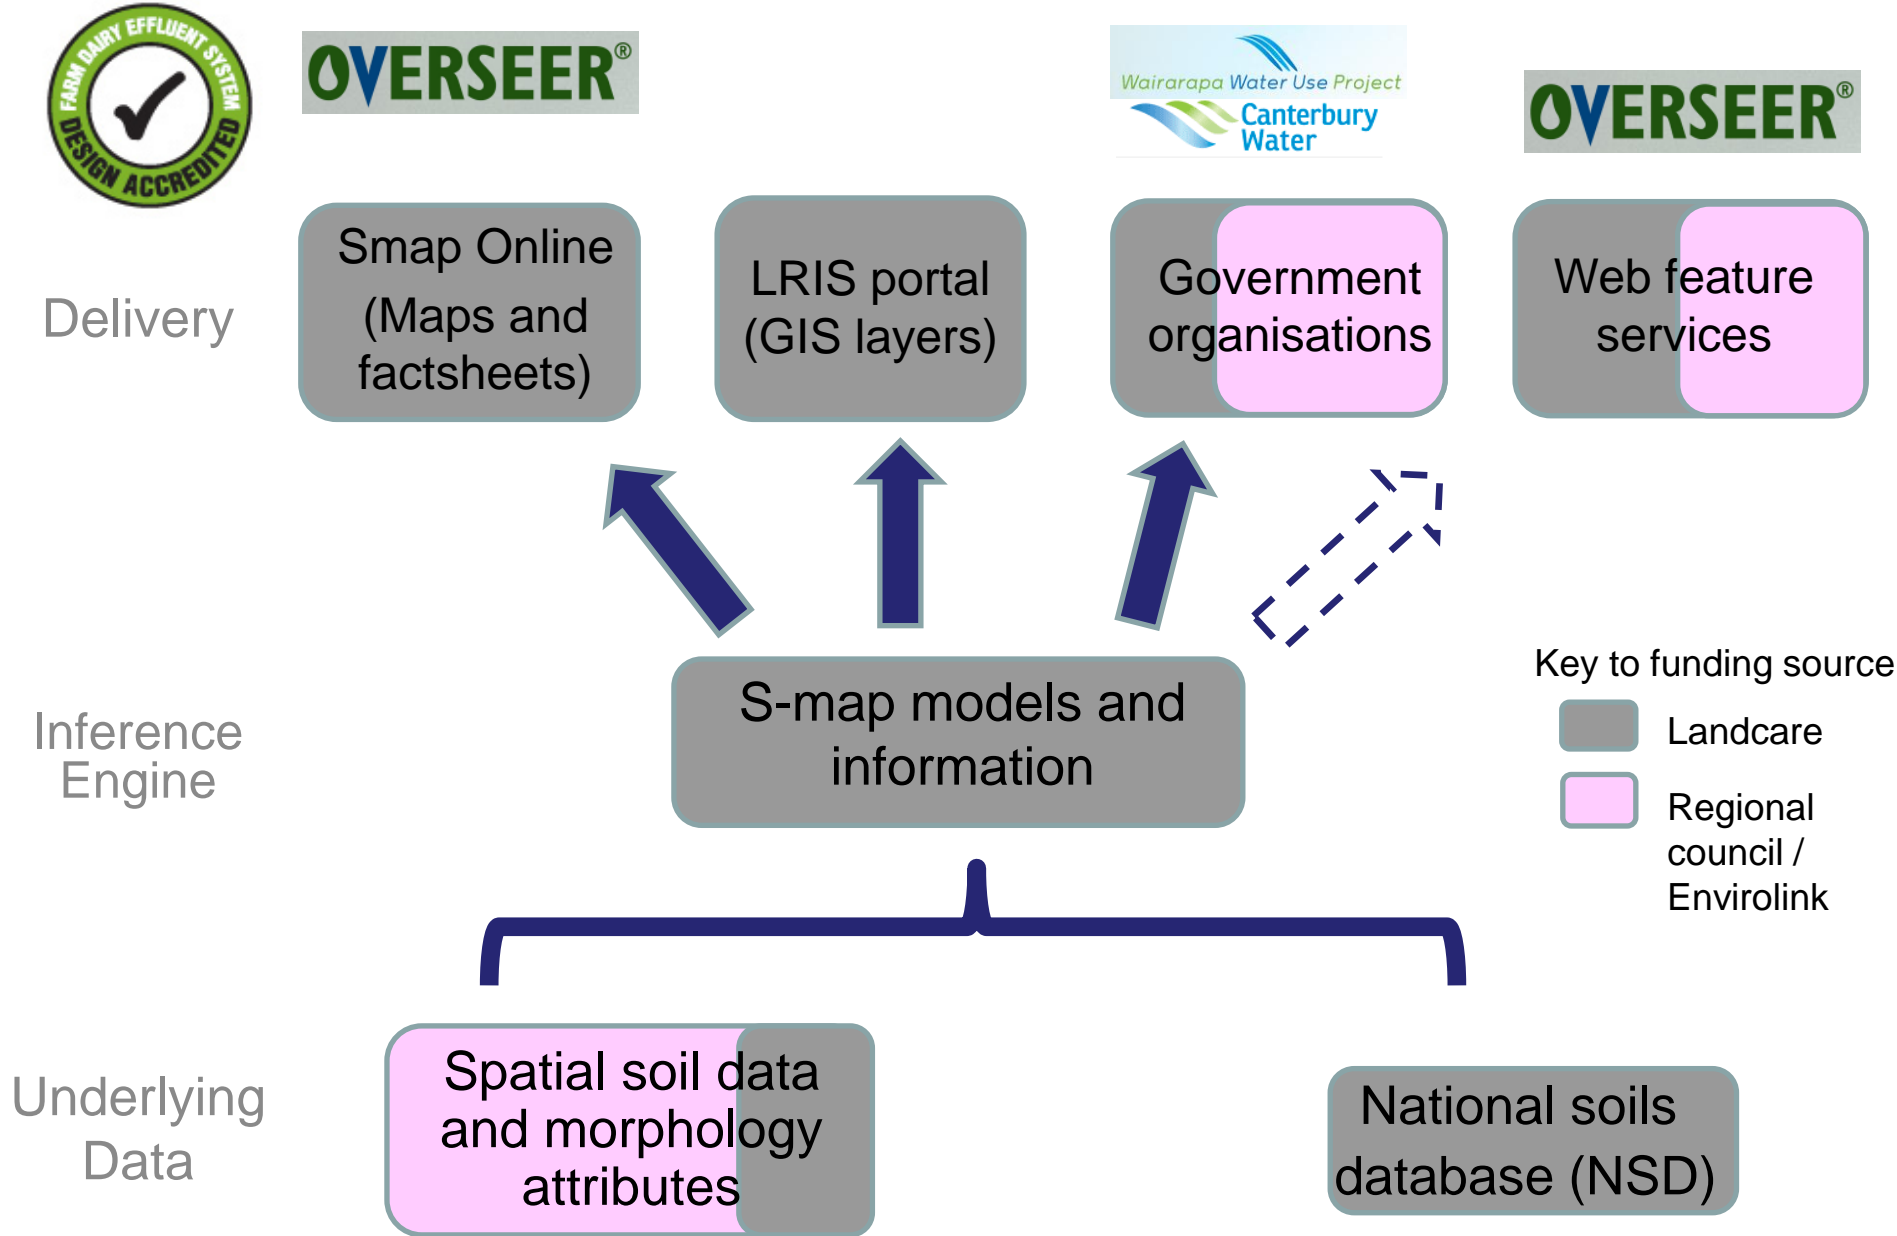 FARM DAIRY EFFLUENT SYSTEM
DESIGN ACCREDITED
OVERSEER®
Wairarapa Water Use Project
Canterbury
Water
OVERSEER®
Delivery
Smap Online
(Maps and
factsheets)
LRIS portal
(GIS layers)
Government
organisations
Web feature
services
Inference
Engine
S-map models and
information
Key to funding source
Landcare
Regional
council /
Envirolink
Underlying
Data
Spatial soil data
and morphology
attributes
National soils
database (NSD)